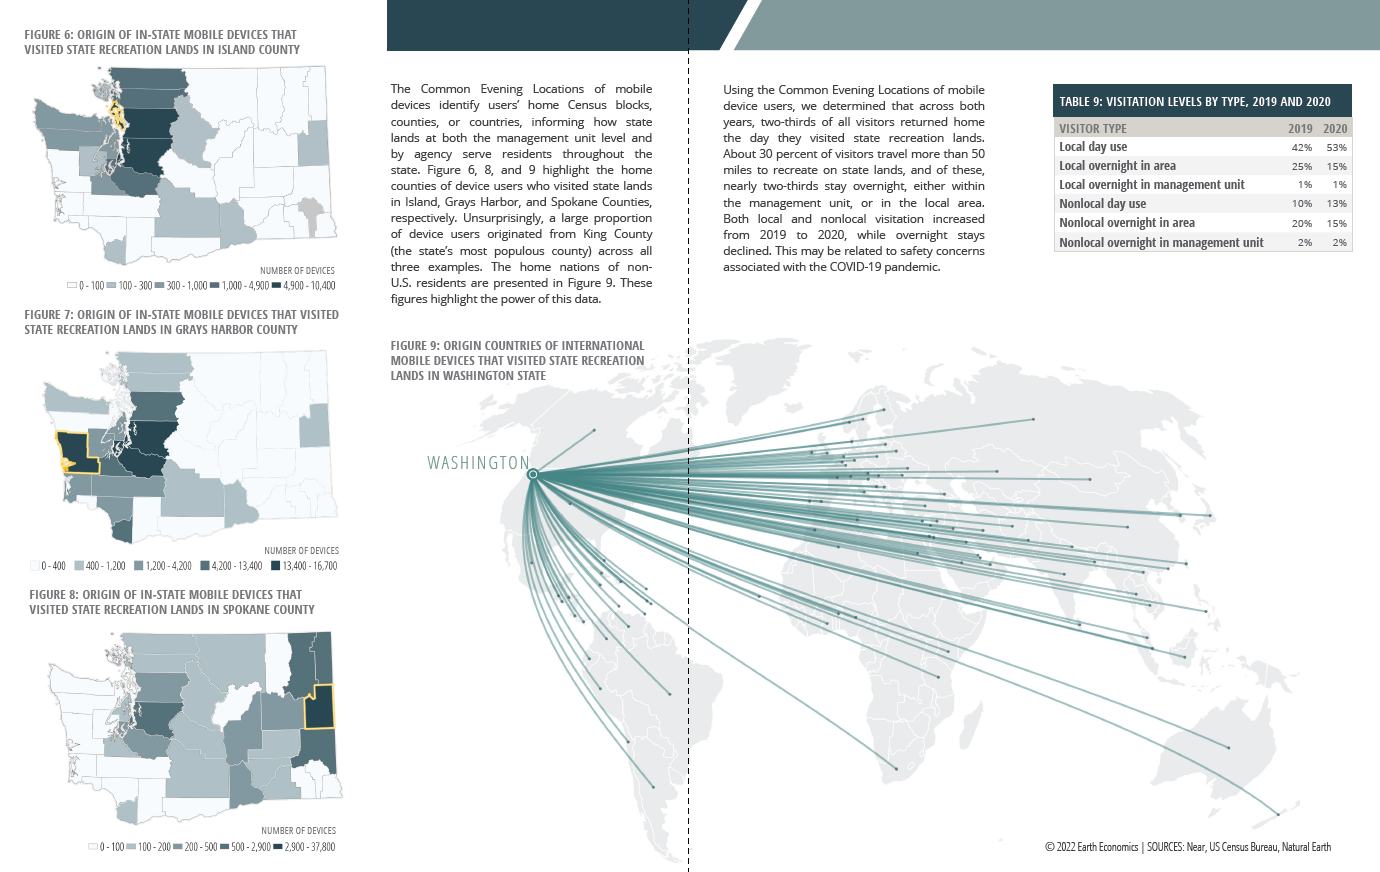 FIGURE 6: ORIGIN OF IN-STATE MOBILE DEVICES THAT
VISITED STATE RECREATION LANDS IN ISLAND COUNTY
NUMBER OF DEVICES
0 - 100 100 - 300 300 - 1,000 1,000 - 4,900 4,900 - 10,400
FIGURE 7: ORIGIN OF IN-STATE MOBILE DEVICES THAT VISITED
STATE RECREATION LANDS IN GRAYS HARBOR COUNTY
NUMBER OF DEVICES
0 - 400 400 - 1,200 1,200 - 4,200 4,200 - 13,400 13,400 - 16,700
FIGURE 8: ORIGIN OF IN-STATE MOBILE DEVICES THAT
VISITED STATE RECREATION LANDS IN SPOKANE COUNTY
NUMBER OF DEVICES
0 - 100 100 - 200 200 - 500 500 - 2,900 2,900 - 37,800
The Common Evening Locations of mobile
devices identify users' home Census blocks,
counties, or countries, informing how state
lands at both the management unit level and
by agency serve residents throughout the
state. Figure 6, 8, and 9 highlight the home
counties of device users who visited state lands
in Island, Grays Harbor, and Spokane Counties,
respectively. Unsurprisingly, a large proportion
of device users originated from King County
(the state's most populous county) across all
three examples. The home nations of non-
U.S. residents are presented in Figure 9. These
figures highlight the power of this data.
Using the Common Evening Locations of mobile
device users, we determined that across both
years, two-thirds of all visitors returned home
the day they visited state recreation lands.
About 30 percent of visitors travel more than 50
miles to recreate on state lands, and of these,
nearly two-thirds stay overnight, either within
the management unit, or in the local area.
Both local and nonlocal visitation increased
from 2019 to 2020, while overnight stays
declined. This may be related to safety concerns
associated with the COVID-19 pandemic.
TABLE 9: VISITATION LEVELS BY TYPE, 2019 AND 2020
VISITOR TYPE 2019 2020
Local day use 42% 53%
Local overnight in area 25% 15%
Local overnight in management unit 1% 1%
Nonlocal day use 10% 13%
Nonlocal overnight in area 20% 15%
Nonlocal overnight in management unit 2% 2%
FIGURE 9: ORIGIN COUNTRIES OF INTERNATIONAL
MOBILE DEVICES THAT VISITED STATE RECREATION
LANDS IN WASHINGTON STATE
WASHINGTON
© 2022 Earth Economics | SOURCES: Near, US Census Bureau, Natural Earth